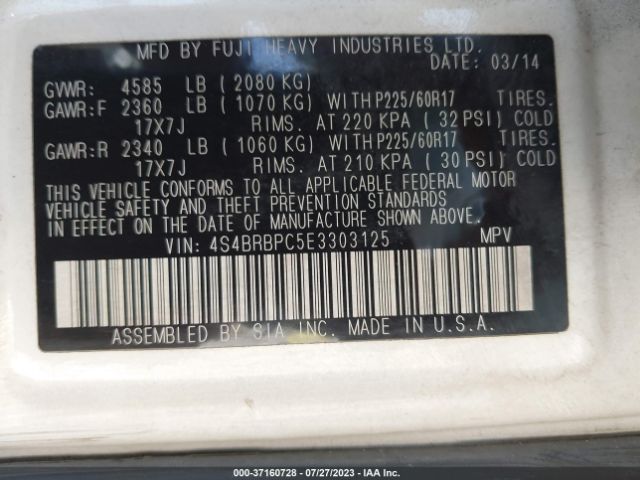 MFD BY FUJI HEAVY INDUSTRIES LTD.
DATE: 03/14
GVWR: 4585 LB ( 2080 KG)
GAWR:F 2360 LB ( 1070 KG) WITH P225/60R17 TIRES.
17X7J RIMS. AT 220 KPA ( 32 PSI) COLD
GAWR:R 2340 LB ( 1060 KG) WITH P225/60R17 TIRES.
17X7J RIMS. AT 210 KPA ( 30 PSI) COLD
THIS VEHICLE CONFORMS TO ALL APPLICABLE FEDERAL MOTOR
VEHICLE SAFETY AND THEFT PREVENTION STANDARDS
IN EFFECT ON THE DATE OF MANUFACTURE SHOWN ABOVE.
VIN: 4S4BRBPC5E3303125 MPV
ASSEMBLED BY SIA INC. MADE IN U.S.A.
000-37160728 - 07/27/2023 - IAA Inc.